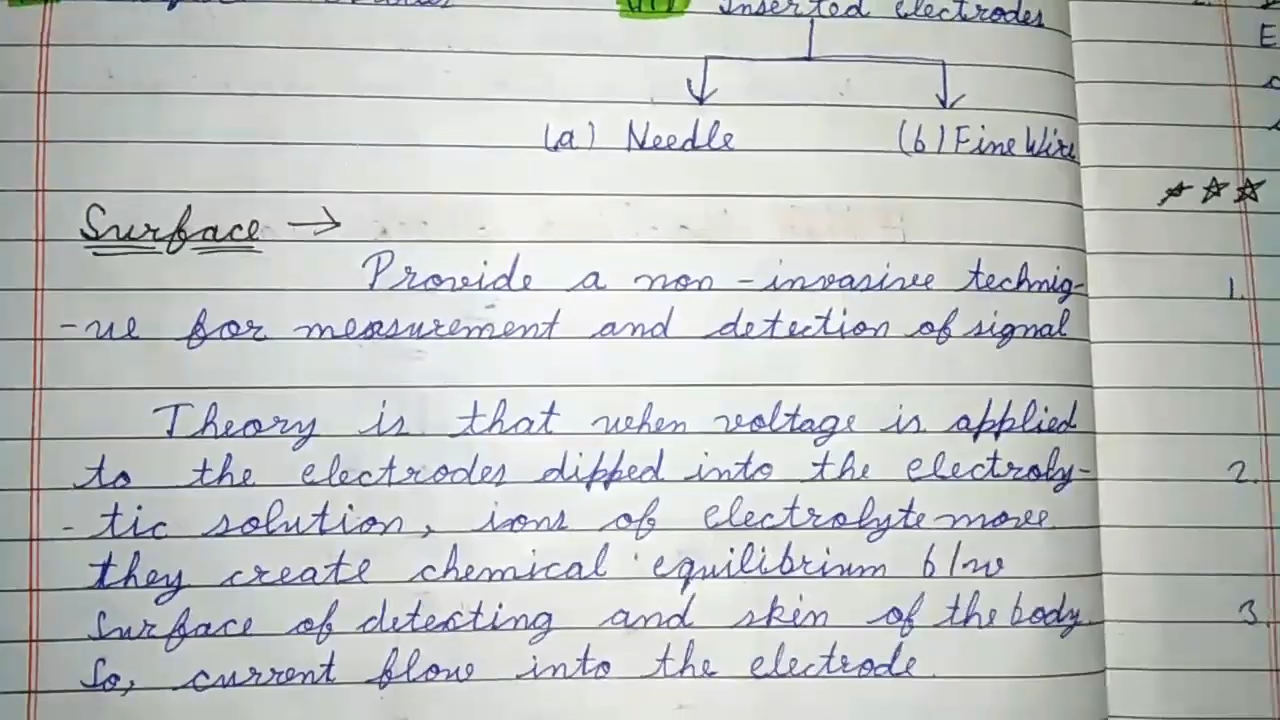 Inserted electrodes
(a) Needle (b) Fine Wire
Surface →
Provide a non-invasive techniq-
-ue for measurement and detection of signal
Theory is that when voltage is applied
to the electrodes dipped into the electroly-
-tic solution, ions of electrolyte move
they create chemical equilibrium b/w
surface of detecting and skin of the body.
So, current flow into the electrode.
1.
2.
3.
E